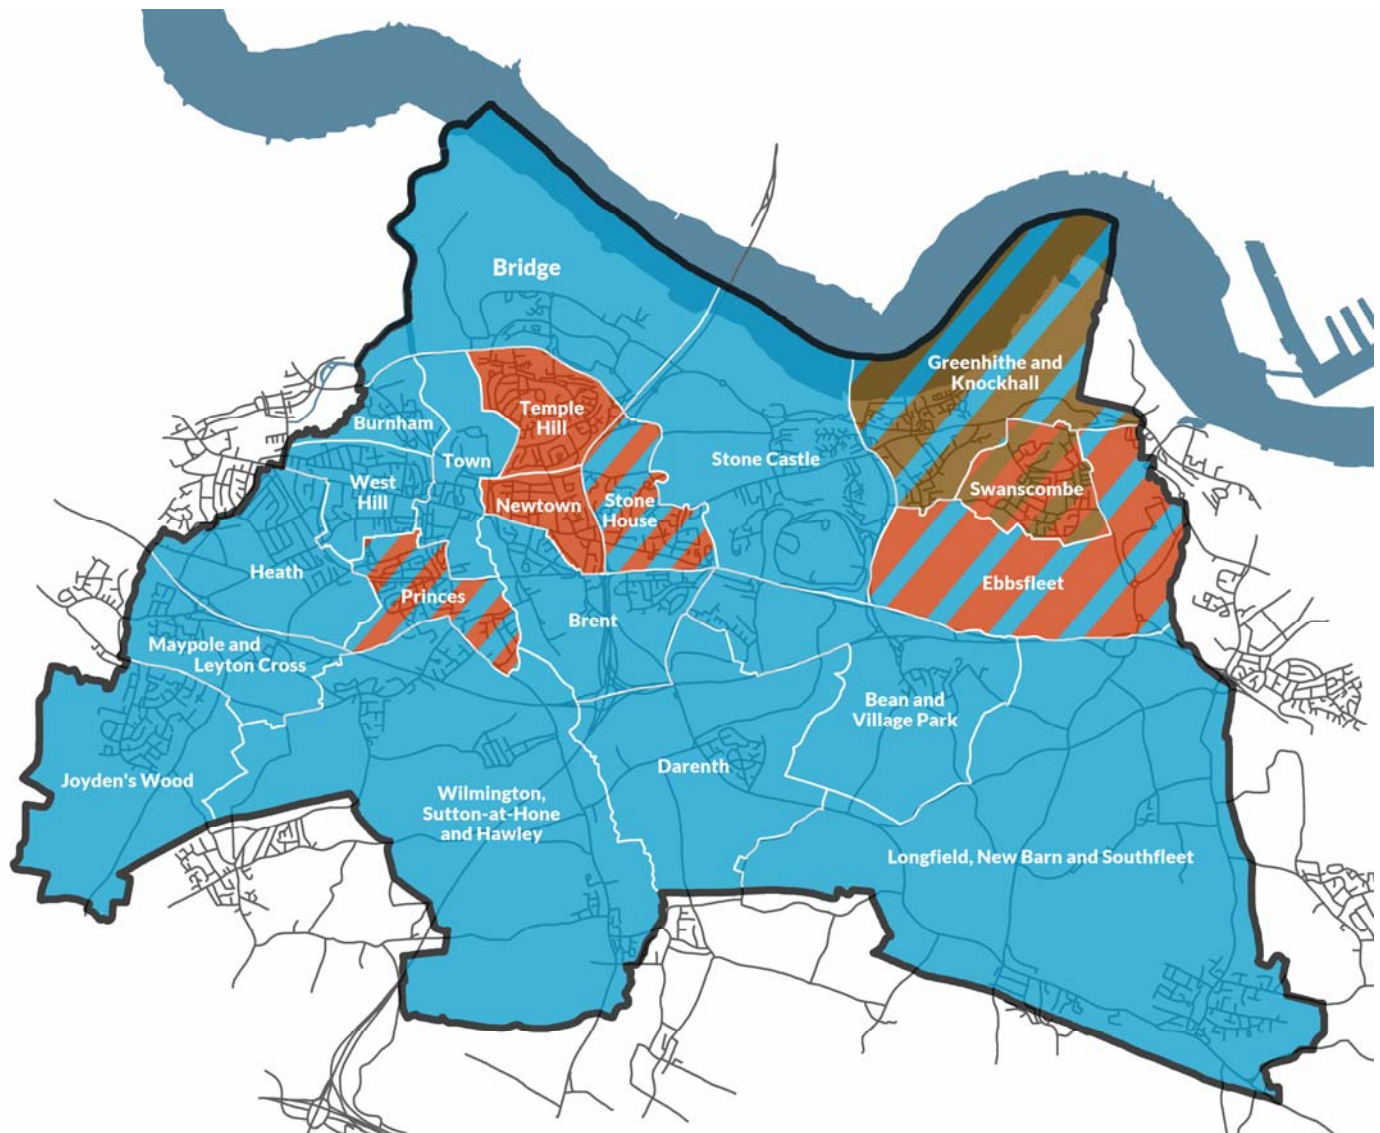 Bridge
Greenhithe and
Knockhall
Temple
Hill
Burnham
Town
Stone Castle
West
Hill
Swanscombe
Newtown
Stone
House
Heath
Ebbsfleet
Princes
Brent
Maypole and
Leyton Cross
Bean and
Village Park
Darenth
Joyden's Wood
Wilmington,
Sutton-at-Hone
and Hawley
Longfield, New Barn and Southfleet